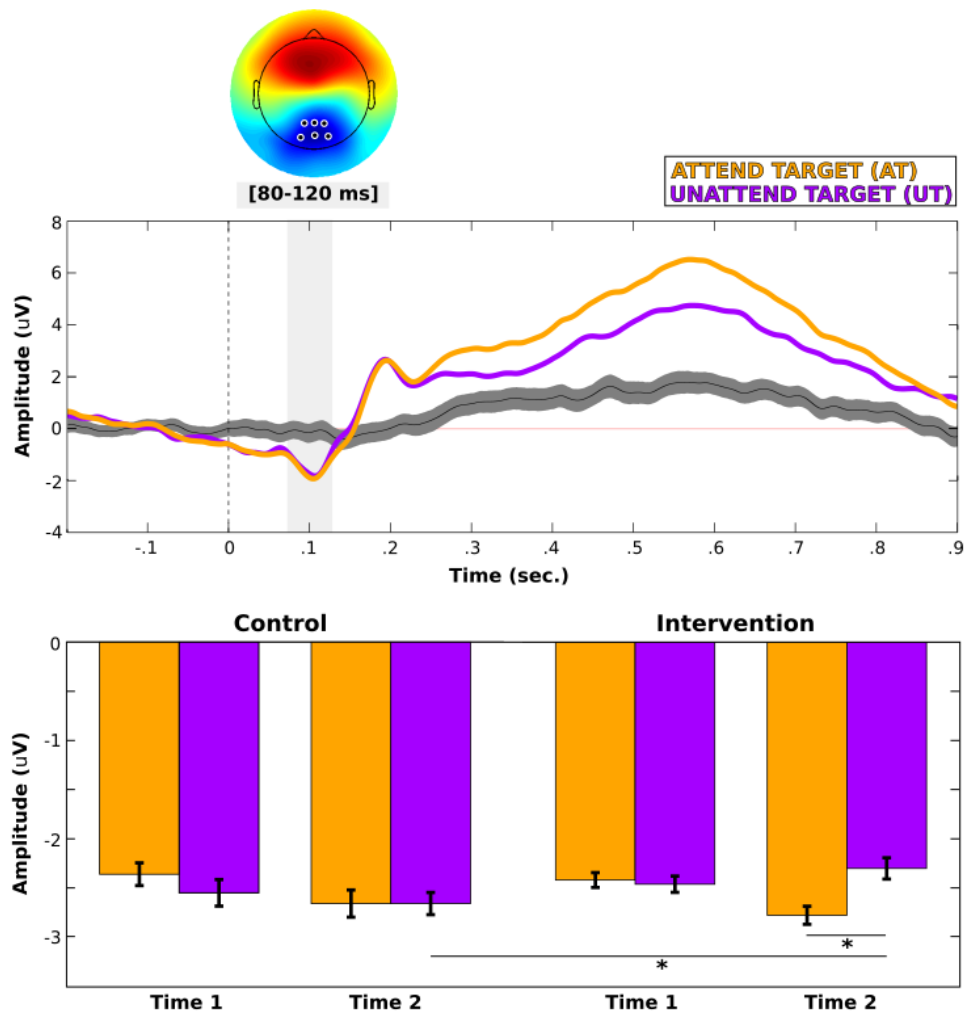 [80-120 ms]
ATTEND TARGET (AT)
UNATTEND TARGET (UT)
8
6
4
2
0
-2
-4
Amplitude (uV)
-.1
0
.1
.2
.3
.4
.5
.6
.7
.8
.9
Time (sec.)
Control
Intervention
0
-1
-2
-3
Amplitude (uV)
*
*
Time 1
Time 2
Time 1
Time 2